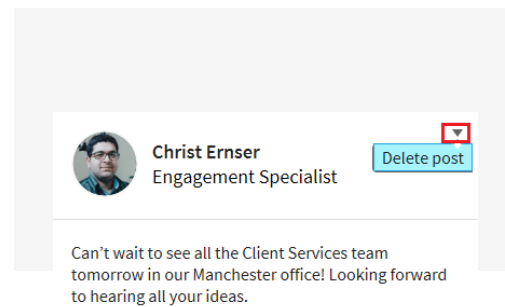 Christ Ernser
Delete post
Engagement Specialist
Can’t wait to see all the Client Services team
tomorrow in our Manchester office! Looking forward
to hearing all your ideas.